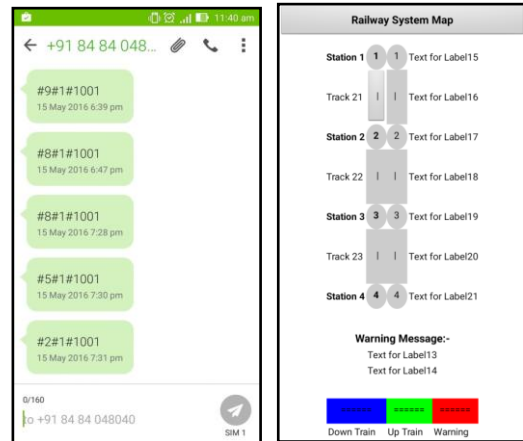 11:40 am
+91 84 84 048...
#9#1#1001
15 May 2016 6:39 pm
#8#1#1001
15 May 2016 6:47 pm
#8#1#1001
15 May 2016 7:28 pm
#5#1#1001
15 May 2016 7:30 pm
#2#1#1001
15 May 2016 7:31 pm
0/160
to +91 84 84 048040
SIM 1
Railway System Map
Station 1 1 1 Text for Label15
Track 21 | | Text for Label16
Station 2 2 2 Text for Label17
Track 22 | | Text for Label18
Station 3 3 3 Text for Label19
Track 23 | | Text for Label20
Station 4 4 4 Text for Label21
Warning Message:-
Text for Label13
Text for Label14
====== ====== ======
Down Train Up Train Warning